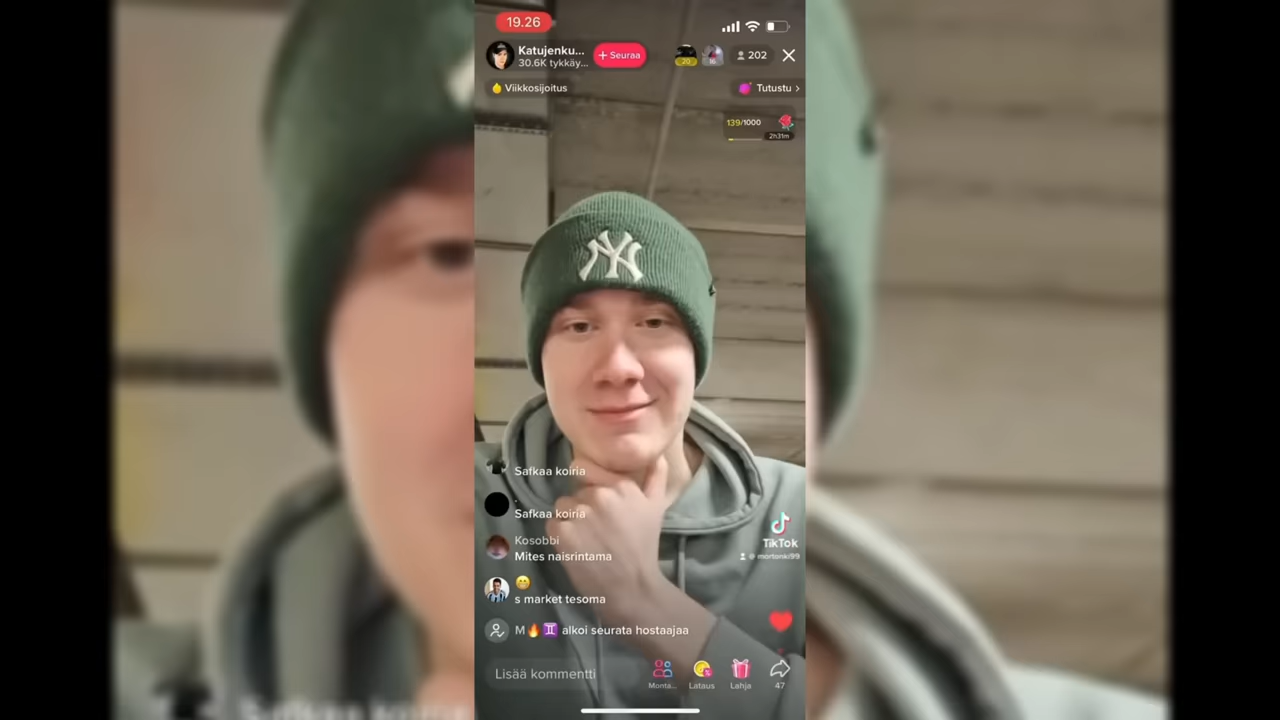 19.26
Katujenku...
30.6K tykkäy...
+ Seuraa
20
202
Viikkosijoitus
Tutustu >
139/1000
2h31m
NY
Safkaa koiria
Safkaa koiria
Kosobbi
Mites naisrintama
TikTok
@mortonki99
😁
s market tesoma
M🔥♊ alkoi seurata hostaajaa
Lisää kommentti
Monta...
Lataus
Lahja
47